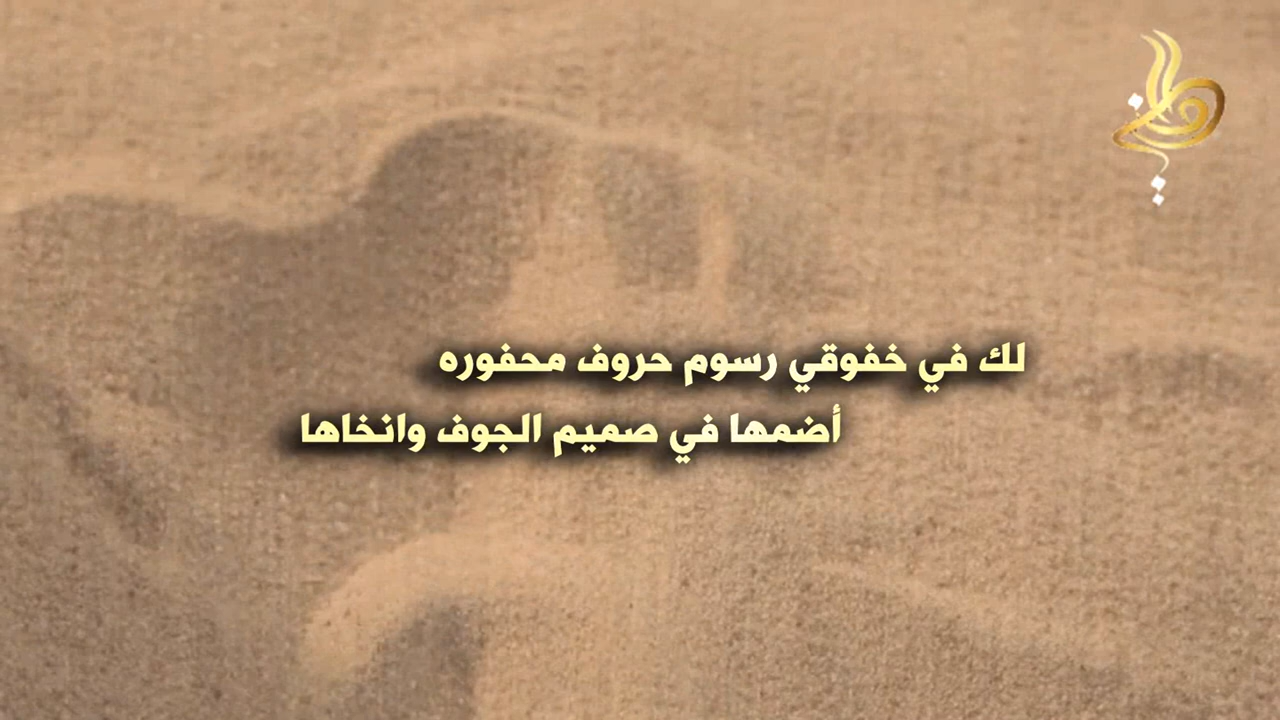 لك في خفوقي رسوم حروف محفوره
أضمها في صميم الجوف وانخاها